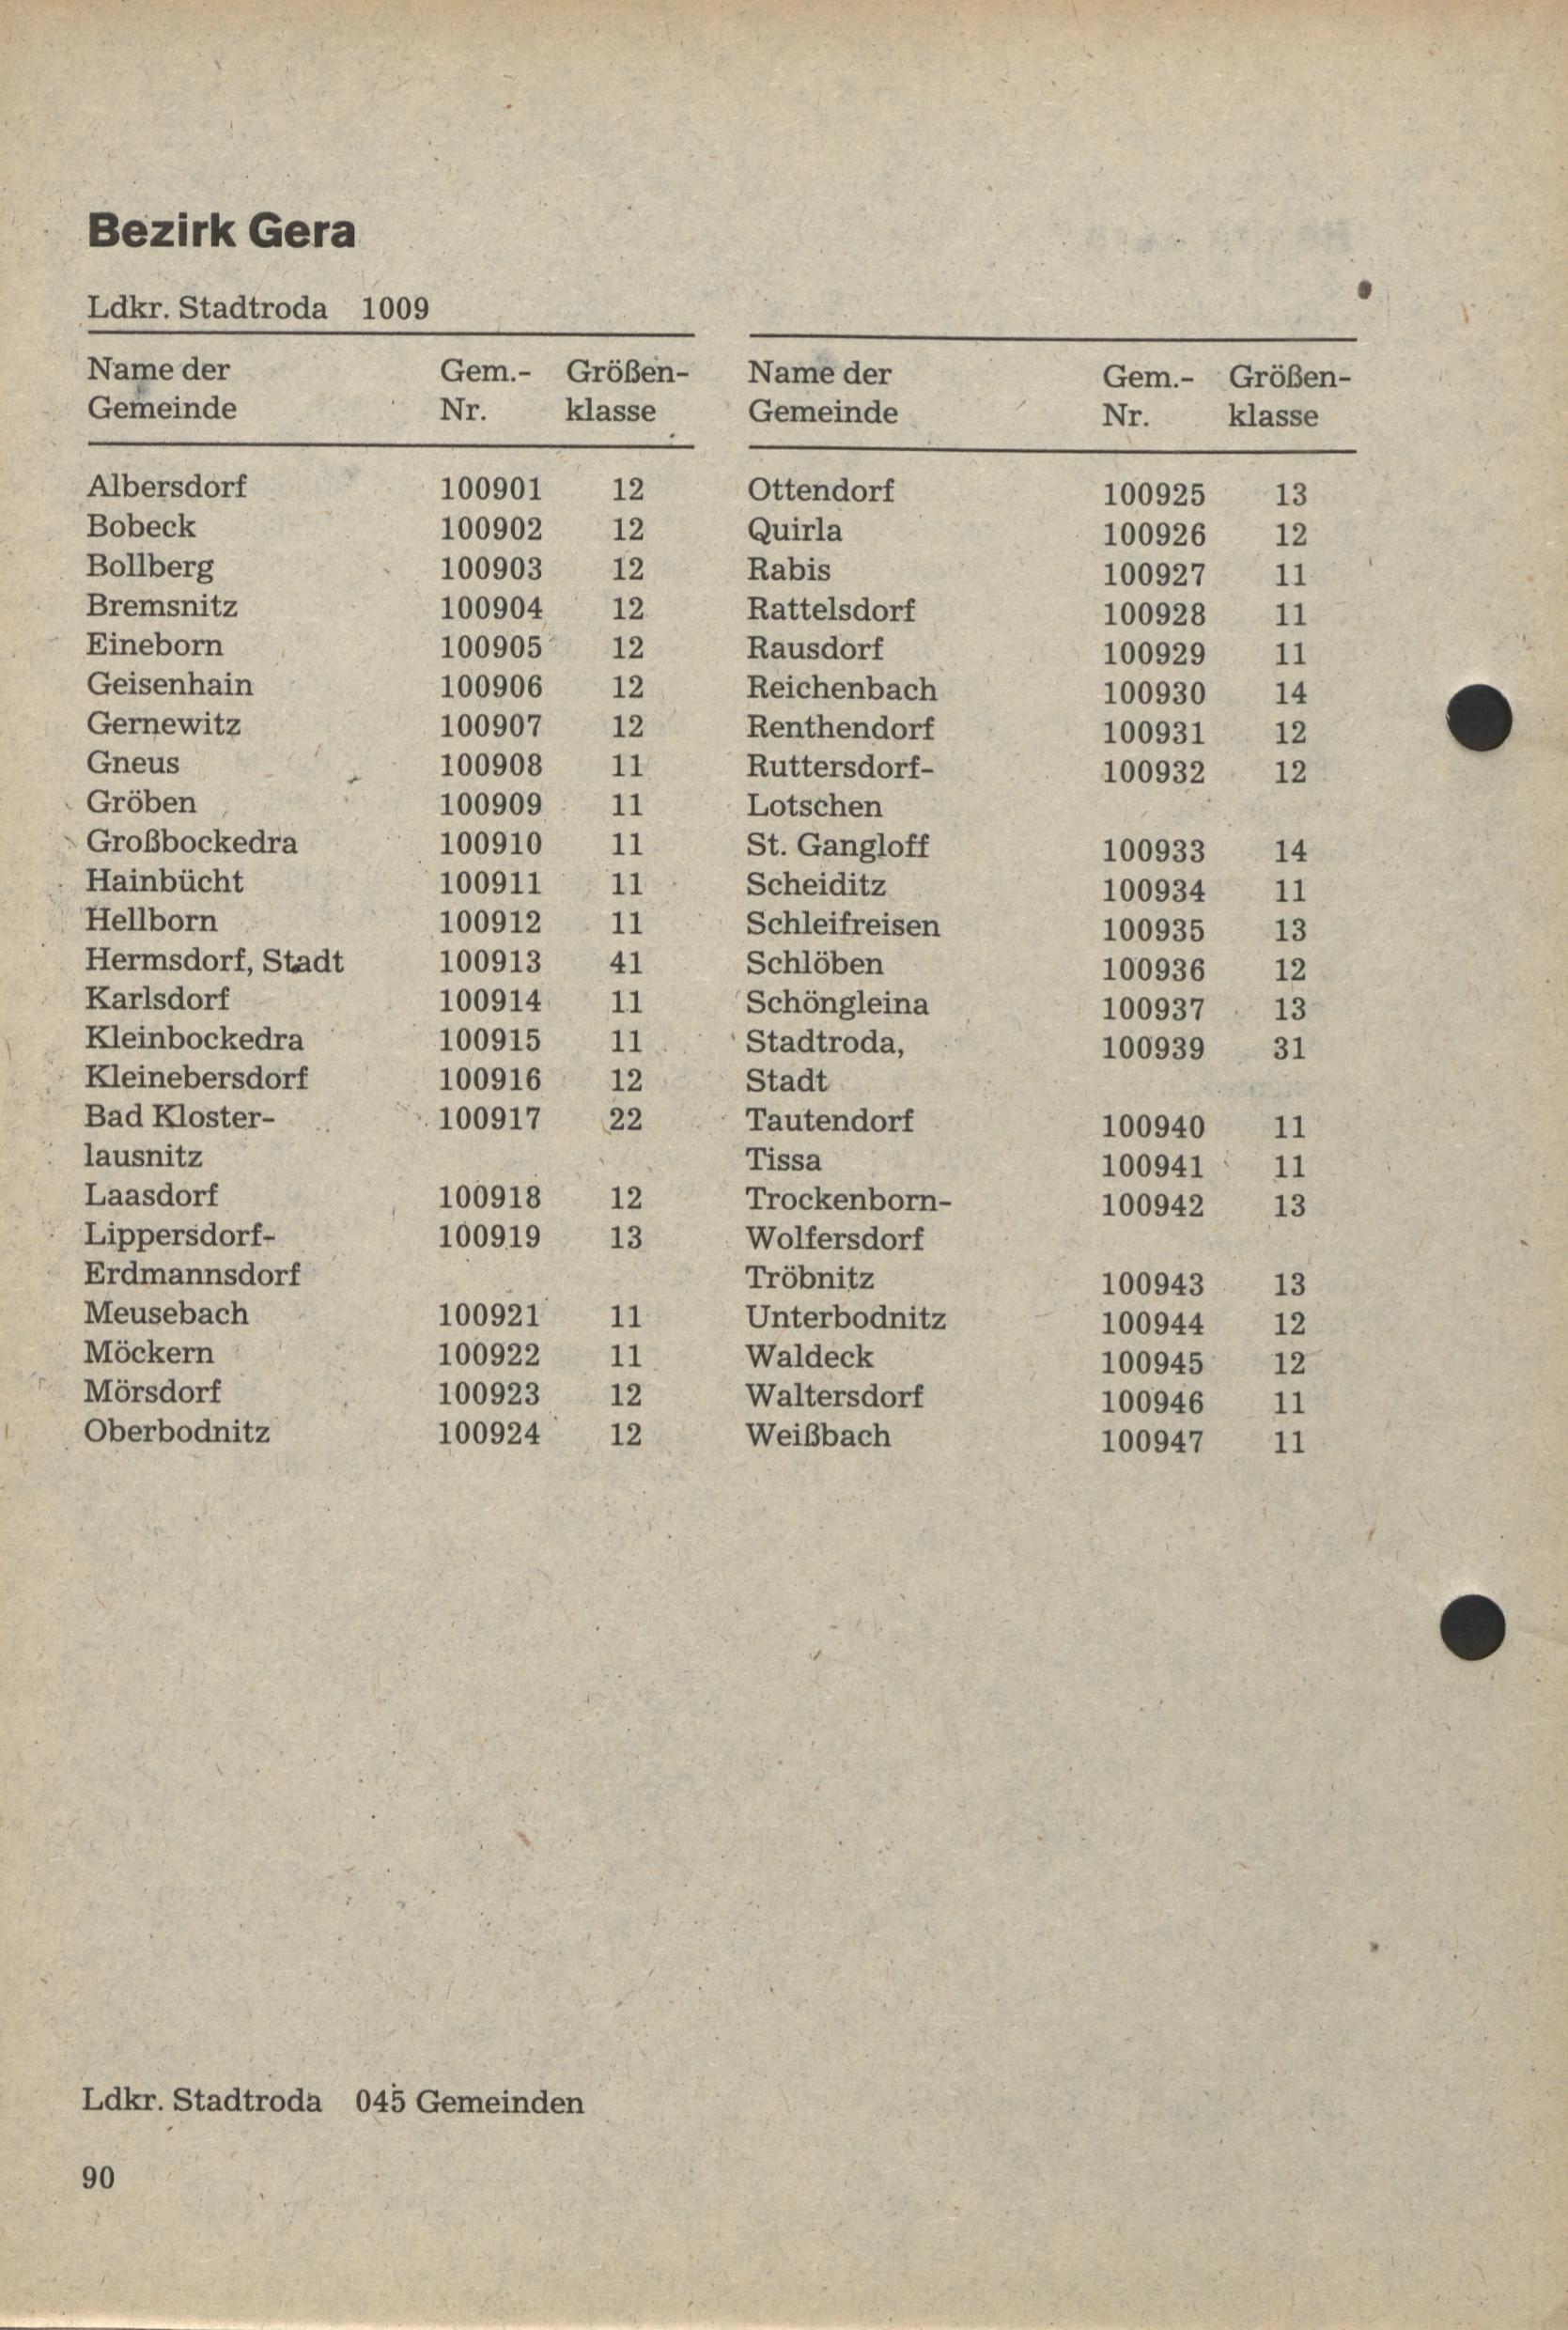 Bezirk Gera
Ldkr. Stadtroda 1009
Name der Gem.- Größen-
Gemeinde Nr. klasse
Albersdorf 100901 12
Bobeck 100902 12
Bollberg 100903 12
Bremsnitz 100904 12
Eineborn 100905 12
Geisenhain 100906 12
Gernewitz 100907 12
Gneus 100908 11
Gröben 100909 11
Großbockedra 100910 11
Hainbücht 100911 11
Hellborn 100912 11
Hermsdorf, Stadt 100913 41
Karlsdorf 100914 11
Kleinbockedra 100915 11
Kleinebersdorf 100916 12
Bad Kloster- 100917 22
lausnitz
Laasdorf 100918 12
Lippersdorf- 100919 13
Erdmannsdorf
Meusebach 100921 11
Möckern 100922 11
Mörsdorf 100923 12
Oberbodnitz 100924 12
Name der Gem.- Größen-
Gemeinde Nr. klasse
Ottendorf 100925 13
Quirla 100926 12
Rabis 100927 11
Rattelsdorf 100928 11
Rausdorf 100929 11
Reichenbach 100930 14
Renthendorf 100931 12
Ruttersdorf- 100932 12
Lotschen
St. Gangloff 100933 14
Scheiditz 100934 11
Schleifreisen 100935 13
Schlöben 100936 12
Schöngleina 100937 13
Stadtroda, 100939 31
Stadt
Tautendorf 100940 11
Tissa 100941 11
Trockenborn- 100942 13
Wolfersdorf
Tröbnitz 100943 13
Unterbodnitz 100944 12
Waldeck 100945 12
Waltersdorf 100946 11
Weißbach 100947 11
Ldkr. Stadtroda 045 Gemeinden
90